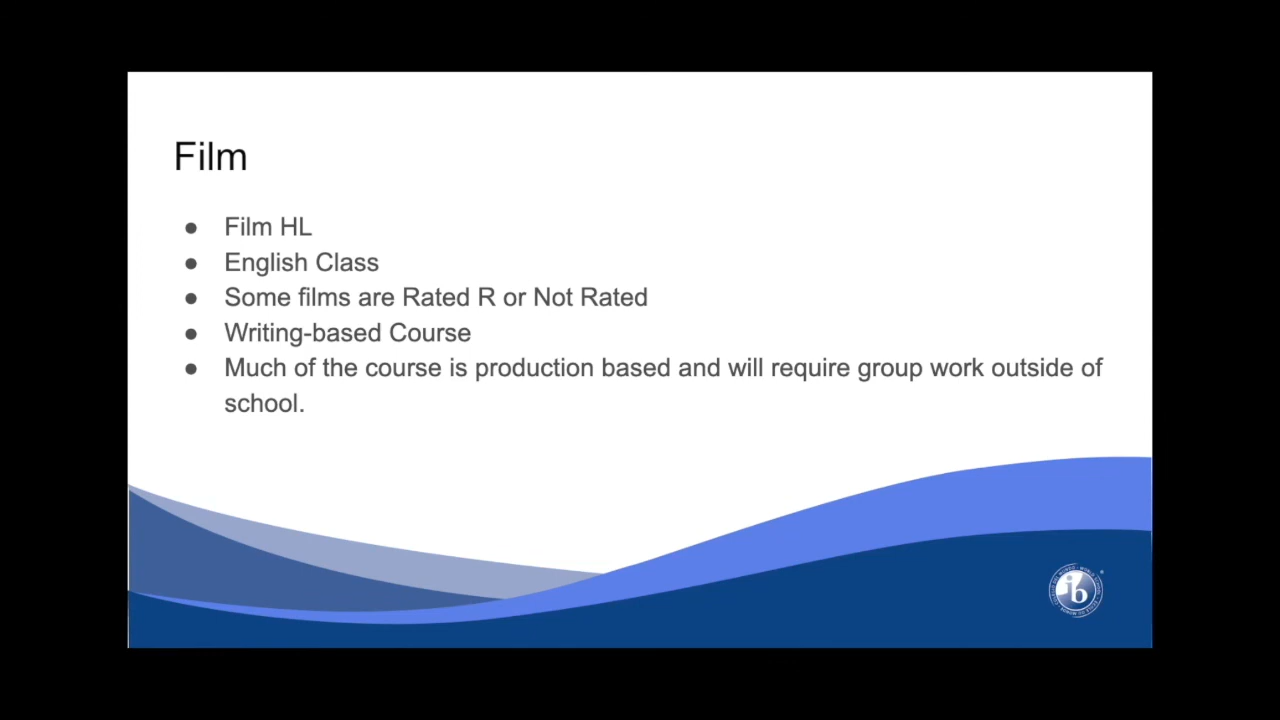 Film
● Film HL
● English Class
● Some films are Rated R or Not Rated
● Writing-based Course
● Much of the course is production based and will require group work outside of
school.
ib